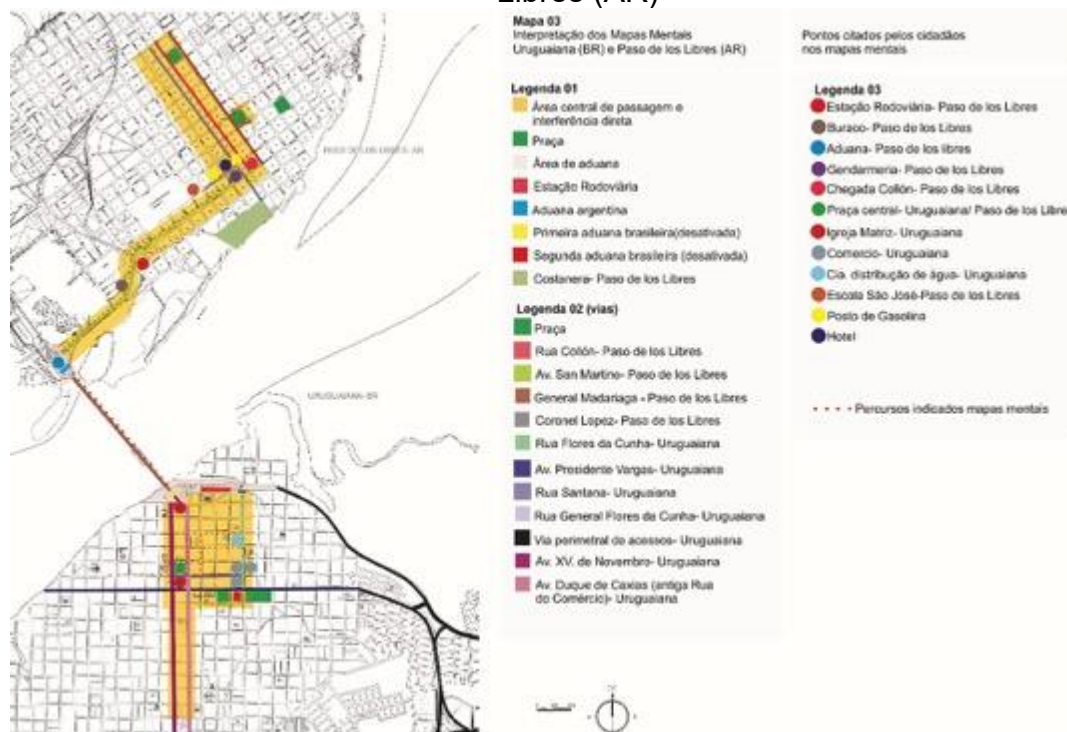 Libres (AR)
Mapa 03
Interpretação dos Mapas Mentais
Uruguaiana (BR) e Paso de los Libres (AR)
Pontos citados pelos cidadãos
nos mapas mentais
Legenda 01
Área central de passagem e
interferência direta
Praça
Área de aduana
Estação Rodoviária
Aduana argentina
Primeira aduana brasileira(desativada)
Segunda aduana brasileira (desativada)
Costanera- Paso de los Libres
Legenda 02 (vias)
Praça
Rua Collón- Paso de los Libres
Av. San Martino- Paso de los Libres
General Madariaga - Paso de los Libres
Coronel Lopez- Paso de los Libres
Rua Flores da Cunha- Uruguaiana
Av. Presidente Vargas- Uruguaiana
Rua Santana- Uruguaiana
Rua General Flores da Cunha- Uruguaiana
Via perimetral de acessos- Uruguaiana
Av. XV. de Novembro- Uruguaiana
Av. Duque de Caxias (antiga Rua
do Comércio)- Uruguaiana
Legenda 03
Estação Rodoviária- Paso de los Libres
Buraco- Paso de los Libres
Aduana- Paso de los libres
Gendarmeria- Paso de los Libres
Chegada Collón- Paso de los Libres
Praça central- Uruguaiana/ Paso de los Libre
Igreja Matriz- Uruguaiana
Comercio- Uruguaiana
Cia. distribução de água- Uruguaiana
Escola São José-Paso de los Libres
Posto de Gasolina
Hotel
Percursos indicados mapas mentais
PASO DE LOS LIBRES- AR
URUGUAIANA- BR